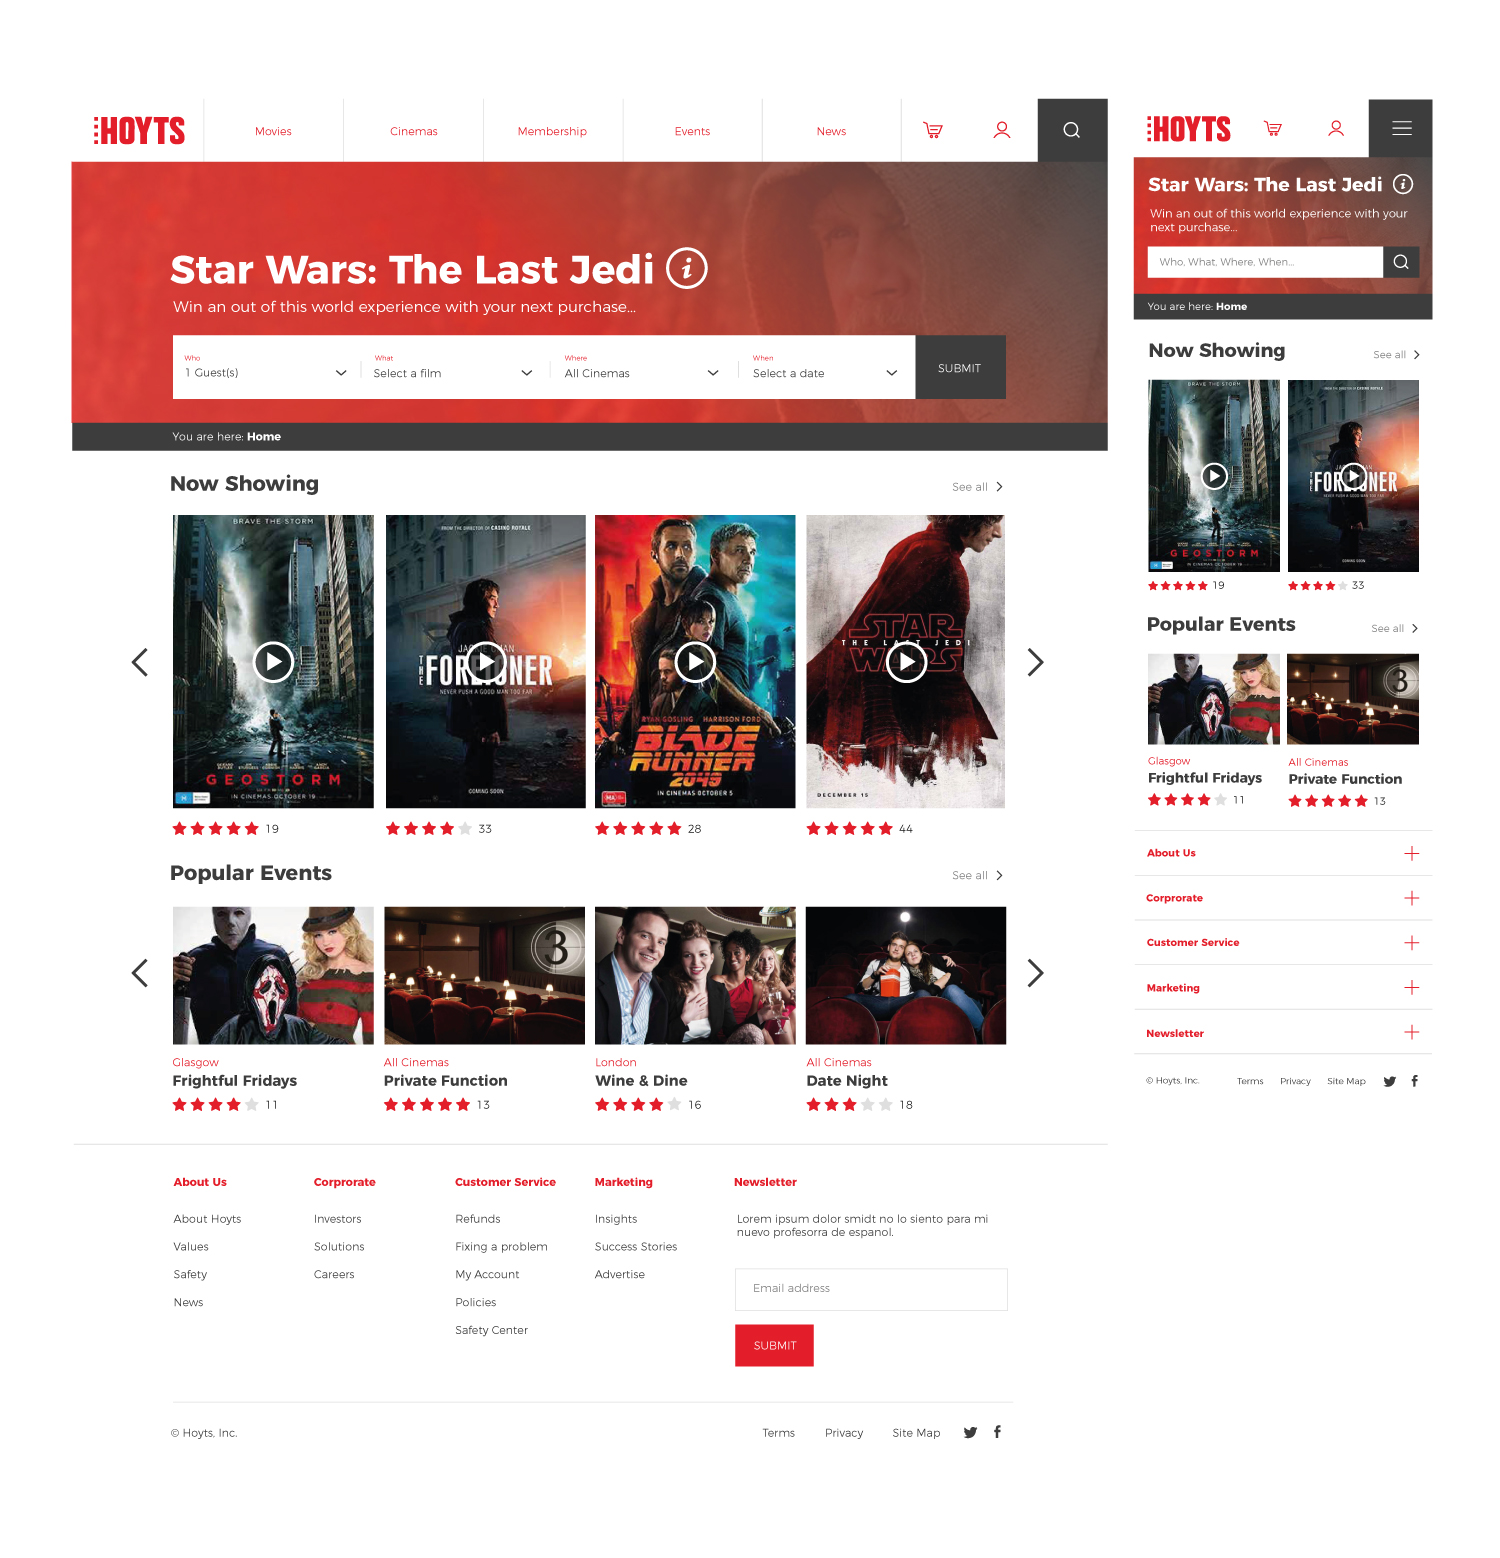 HOYTS
Movies
Cinemas
Membership
Events
News
Star Wars: The Last Jedi i
Win an out of this world experience with your next purchase...
Who
1 Guest(s)
What
Select a film
Where
All Cinemas
When
Select a date
SUBMIT
You are here: Home
Now Showing
See all
BRAVE THE STORM
GEOSTORM
IN CINEMAS OCTOBER 19
FROM THE DIRECTOR OF CASINO ROYALE
THE
NEVER PUSH A GOOD MAN TOO FAR
COMING SOON
RYAN GOSLING HARRISON FORD
BLADE
RUNNER
2049
IN CINEMAS OCTOBER 5
STAR
THE LAST JEDI
WARS
DECEMBER 15
19
33
28
44
Popular Events
See all
3
Glasgow
Frightful Fridays
11
All Cinemas
Private Function
13
London
Wine & Dine
16
All Cinemas
Date Night
18
About Us
About Hoyts
Values
Safety
News
Corprorate
Investors
Solutions
Careers
Customer Service
Refunds
Fixing a problem
My Account
Policies
Safety Center
Marketing
Insights
Success Stories
Advertise
Newsletter
Lorem ipsum dolor smidt no lo siento para mi
nuevo profesorra de espanol.
Email address
SUBMIT
© Hoyts, Inc.
Terms
Privacy
Site Map
HOYTS
Star Wars: The Last Jedi i
Win an out of this world experience with your
next purchase...
Who, What, Where, When...
You are here: Home
Now Showing
See all
BRAVE THE STORM
GEOSTORM
IN CINEMAS OCTOBER 19
THE
NEVER PUSH A GOOD MAN TOO FAR
COMING SOON
19
33
Popular Events
See all
3
Glasgow
Frightful Fridays
11
All Cinemas
Private Function
13
About Us
Corprorate
Customer Service
Marketing
Newsletter
© Hoyts, Inc.
Terms
Privacy
Site Map